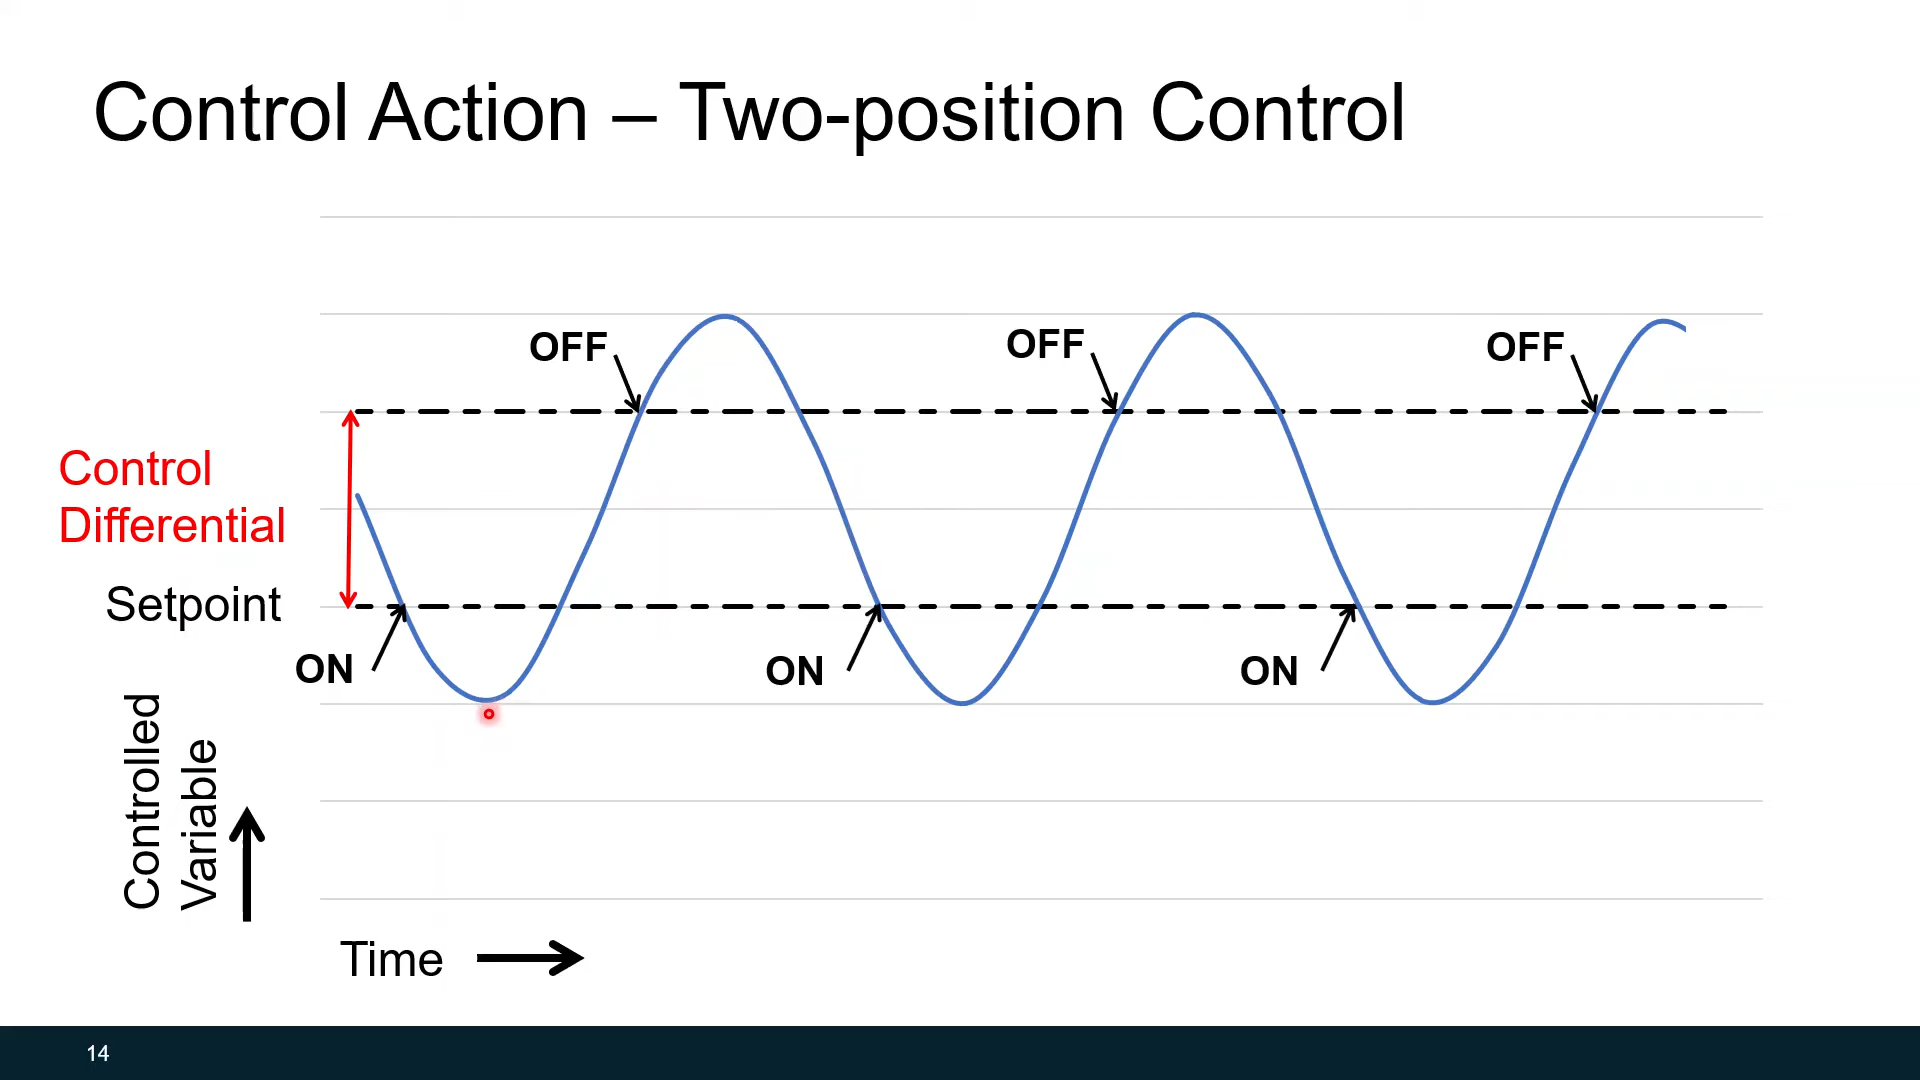 Control Action – Two-position Control
OFF
OFF
OFF
Control
Differential
Setpoint
ON
ON
ON
Controlled
Variable
Time
14